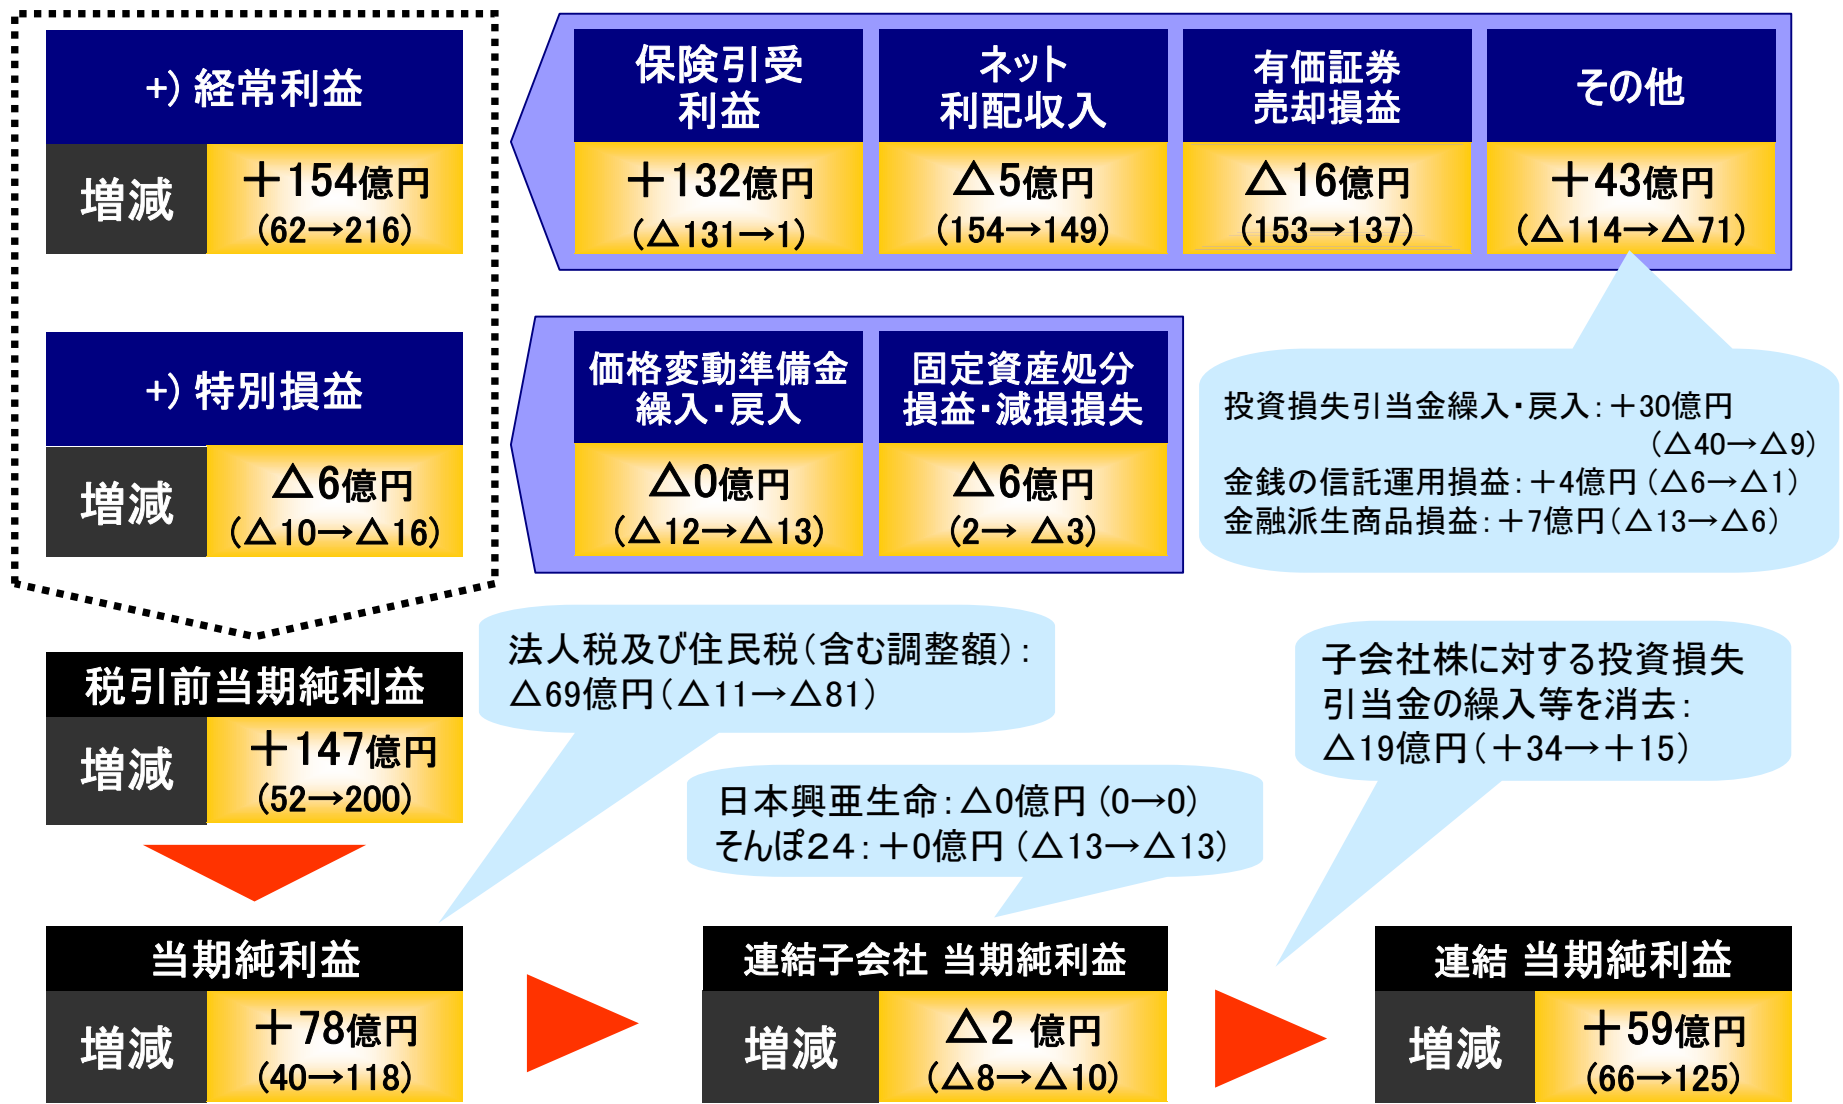 +) 経常利益
増減
＋154億円
(62→216)
保険引受
利益
＋132億円
(△131→1)
ネット
利配収入
△5億円
(154→149)
有価証券
売却損益
△16億円
(153→137)
その他
＋43億円
(△114→△71)
+) 特別損益
増減
△6億円
(△10→△16)
価格変動準備金
繰入・戻入
△0億円
(△12→△13)
固定資産処分
損益・減損損失
△6億円
(2→ △3)
投資損失引当金繰入・戻入：＋30億円
(△40→△9)
金銭の信託運用損益：＋4億円 (△6→△1)
金融派生商品損益：＋7億円(△13→△6)
税引前当期純利益
増減
＋147億円
(52→200)
法人税及び住民税（含む調整額）：
△69億円（△11→△81）
日本興亜生命：△0億円 (0→0)
そんぽ２４：＋0億円 (△13→△13)
子会社株に対する投資損失
引当金の繰入等を消去：
△19億円（＋34→＋15）
当期純利益
増減
＋78億円
(40→118)
連結子会社 当期純利益
増減
△2 億円
(△8→△10)
連結 当期純利益
増減
＋59億円
(66→125)